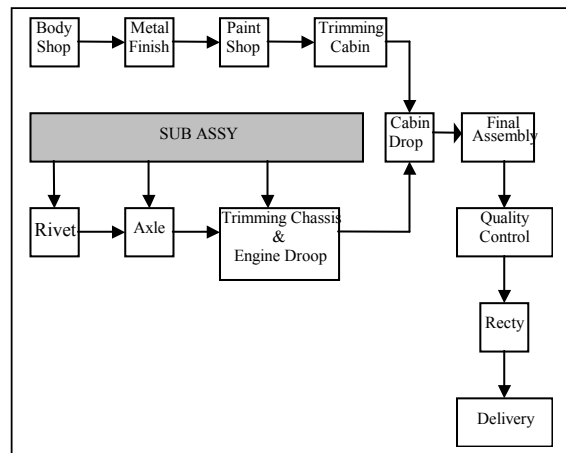 Body
Shop
Metal
Finish
Paint
Shop
Trimming
Cabin
SUB ASSY
Cabin
Drop
Final
Assembly
Rivet
Axle
Trimming Chassis
&
Engine Droop
Quality
Control
Recty
Delivery